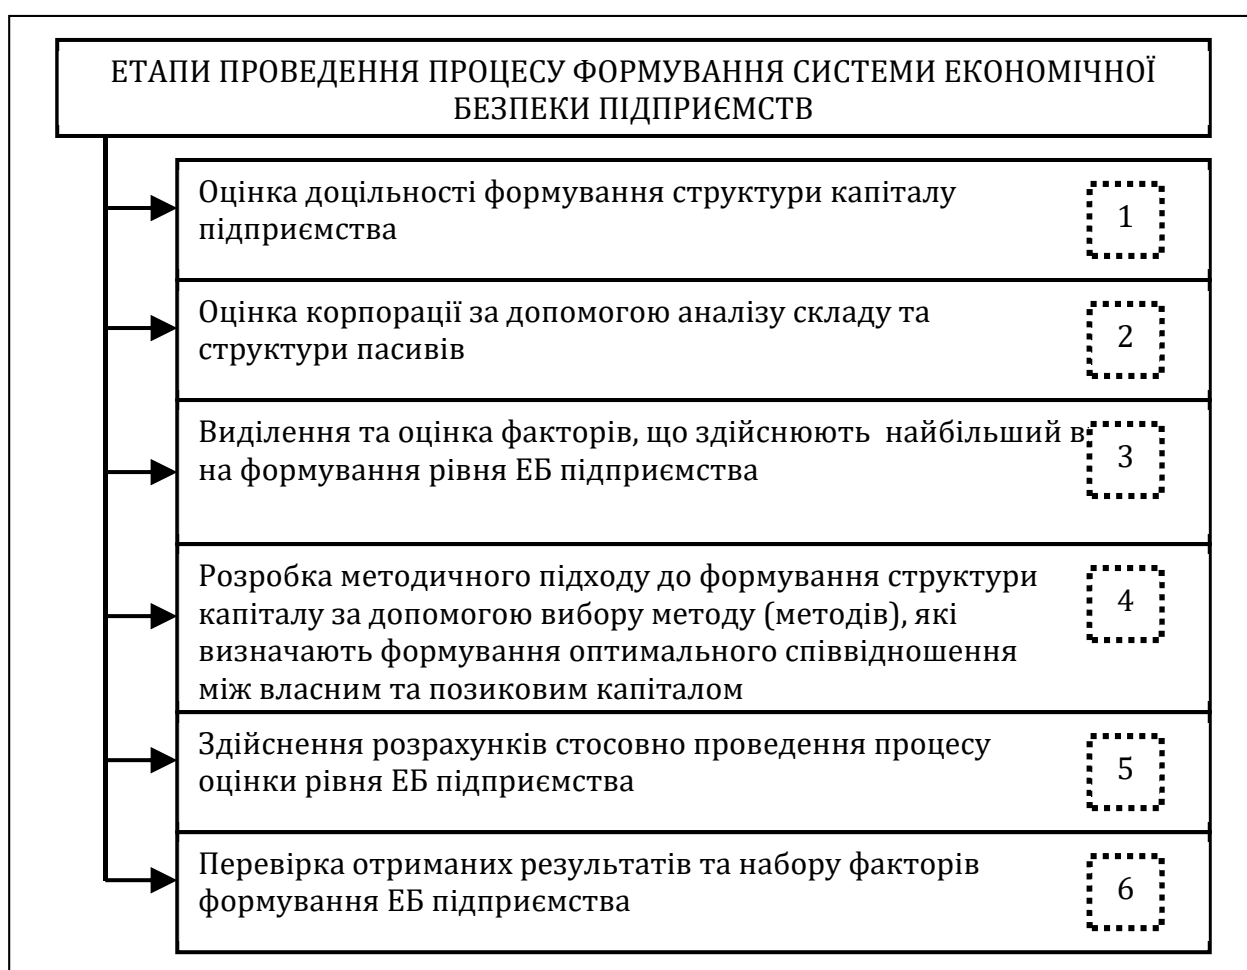 ЕТАПИ ПРОВЕДЕННЯ ПРОЦЕСУ ФОРМУВАННЯ СИСТЕМИ ЕКОНОМІЧНОЇ
БЕЗПЕКИ ПІДПРИЄМСТВ
Оцінка доцільності формування структури капіталу
підприємства
1
Оцінка корпорації за допомогою аналізу складу та
структури пасивів
2
Виділення та оцінка факторів, що здійснюють найбільший в
на формування рівня ЕБ підприємства
3
Розробка методичного підходу до формування структури
капіталу за допомогою вибору методу (методів), які
визначають формування оптимального співвідношення
між власним та позиковим капіталом
4
Здійснення розрахунків стосовно проведення процесу
оцінки рівня ЕБ підприємства
5
Перевірка отриманих результатів та набору факторів
формування ЕБ підприємства
6